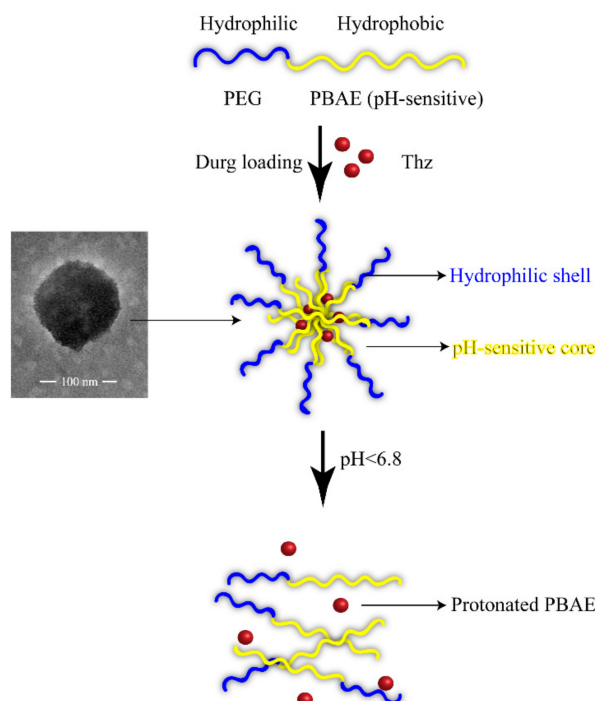 Hydrophilic Hydrophobic
PEG PBAE (pH-sensitive)
Durg loading Thz
Hydrophilic shell
pH-sensitive core
100 nm
pH<6.8
Protonated PBAE